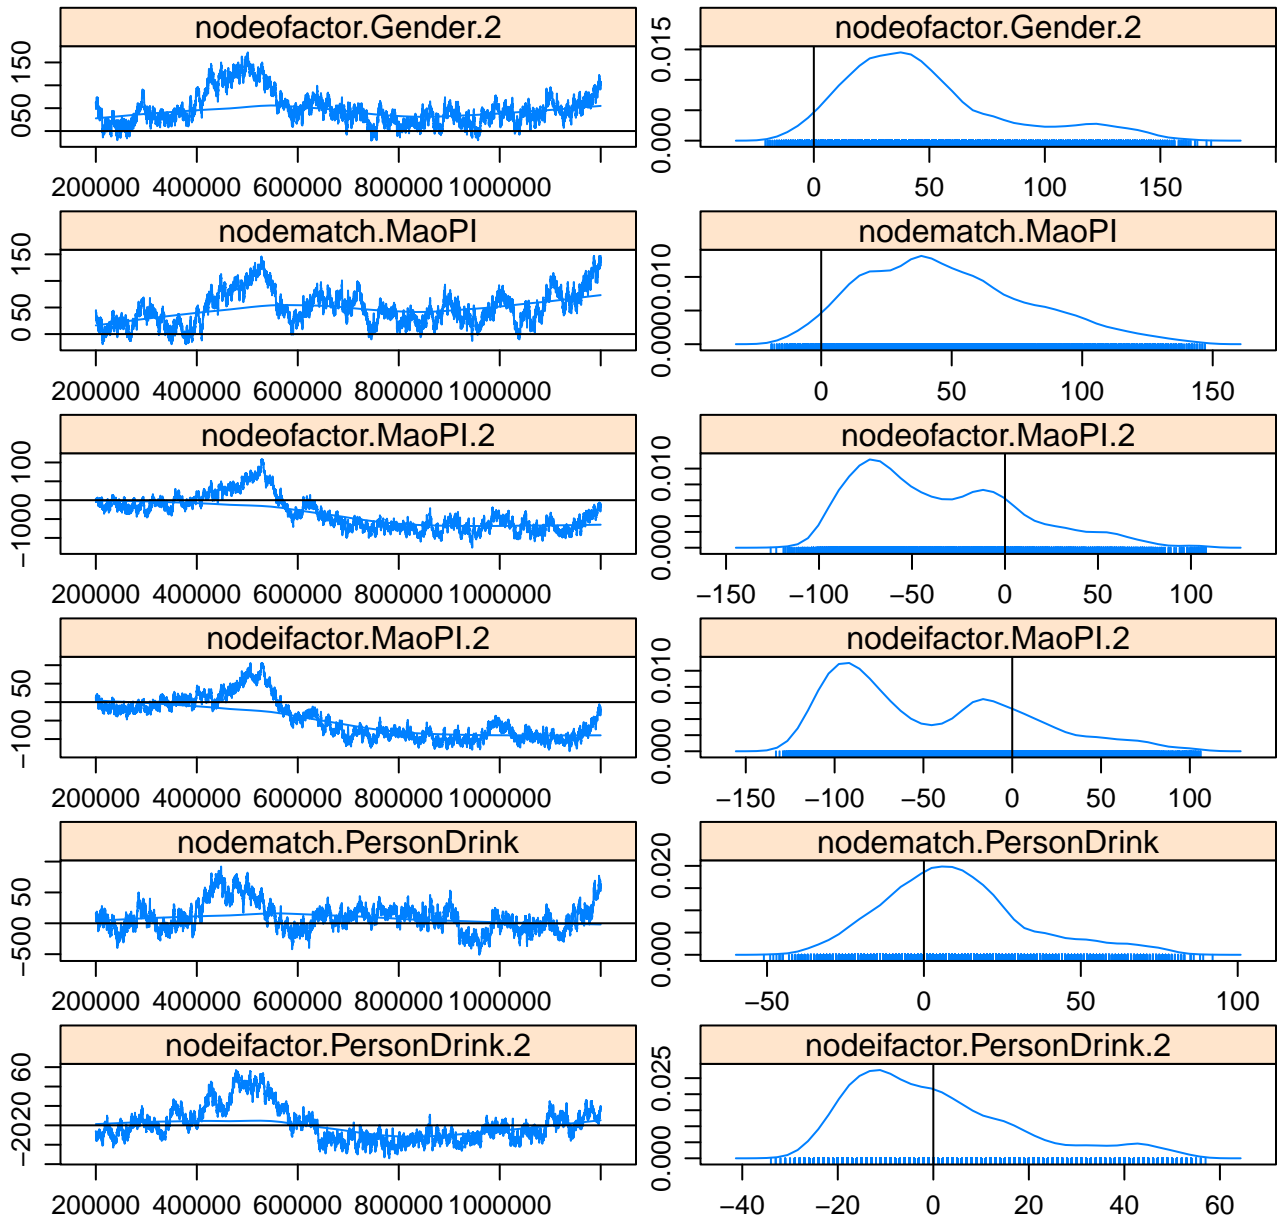 nodeofactor.Gender.2
050 150
200000 400000 600000 800000 1000000
nodeofactor.Gender.2
0.000 0.015
0 50 100 150
nodematch.MaoPI
0 50 150
200000 400000 600000 800000 1000000
nodematch.MaoPI
0.000 0.010
0 50 100 150
nodeofactor.MaoPI.2
−1000 100
200000 400000 600000 800000 1000000
nodeofactor.MaoPI.2
0.000 0.010
−150 −100 −50 0 50 100
nodeifactor.MaoPI.2
−100 50
200000 400000 600000 800000 1000000
nodeifactor.MaoPI.2
0.000 0.010
−150 −100 −50 0 50 100
nodematch.PersonDrink
−500 50
200000 400000 600000 800000 1000000
nodematch.PersonDrink
0.000 0.020
−50 0 50 100
nodeifactor.PersonDrink.2
−2020 60
200000 400000 600000 800000 1000000
nodeifactor.PersonDrink.2
0.000 0.025
−40 −20 0 20 40 60